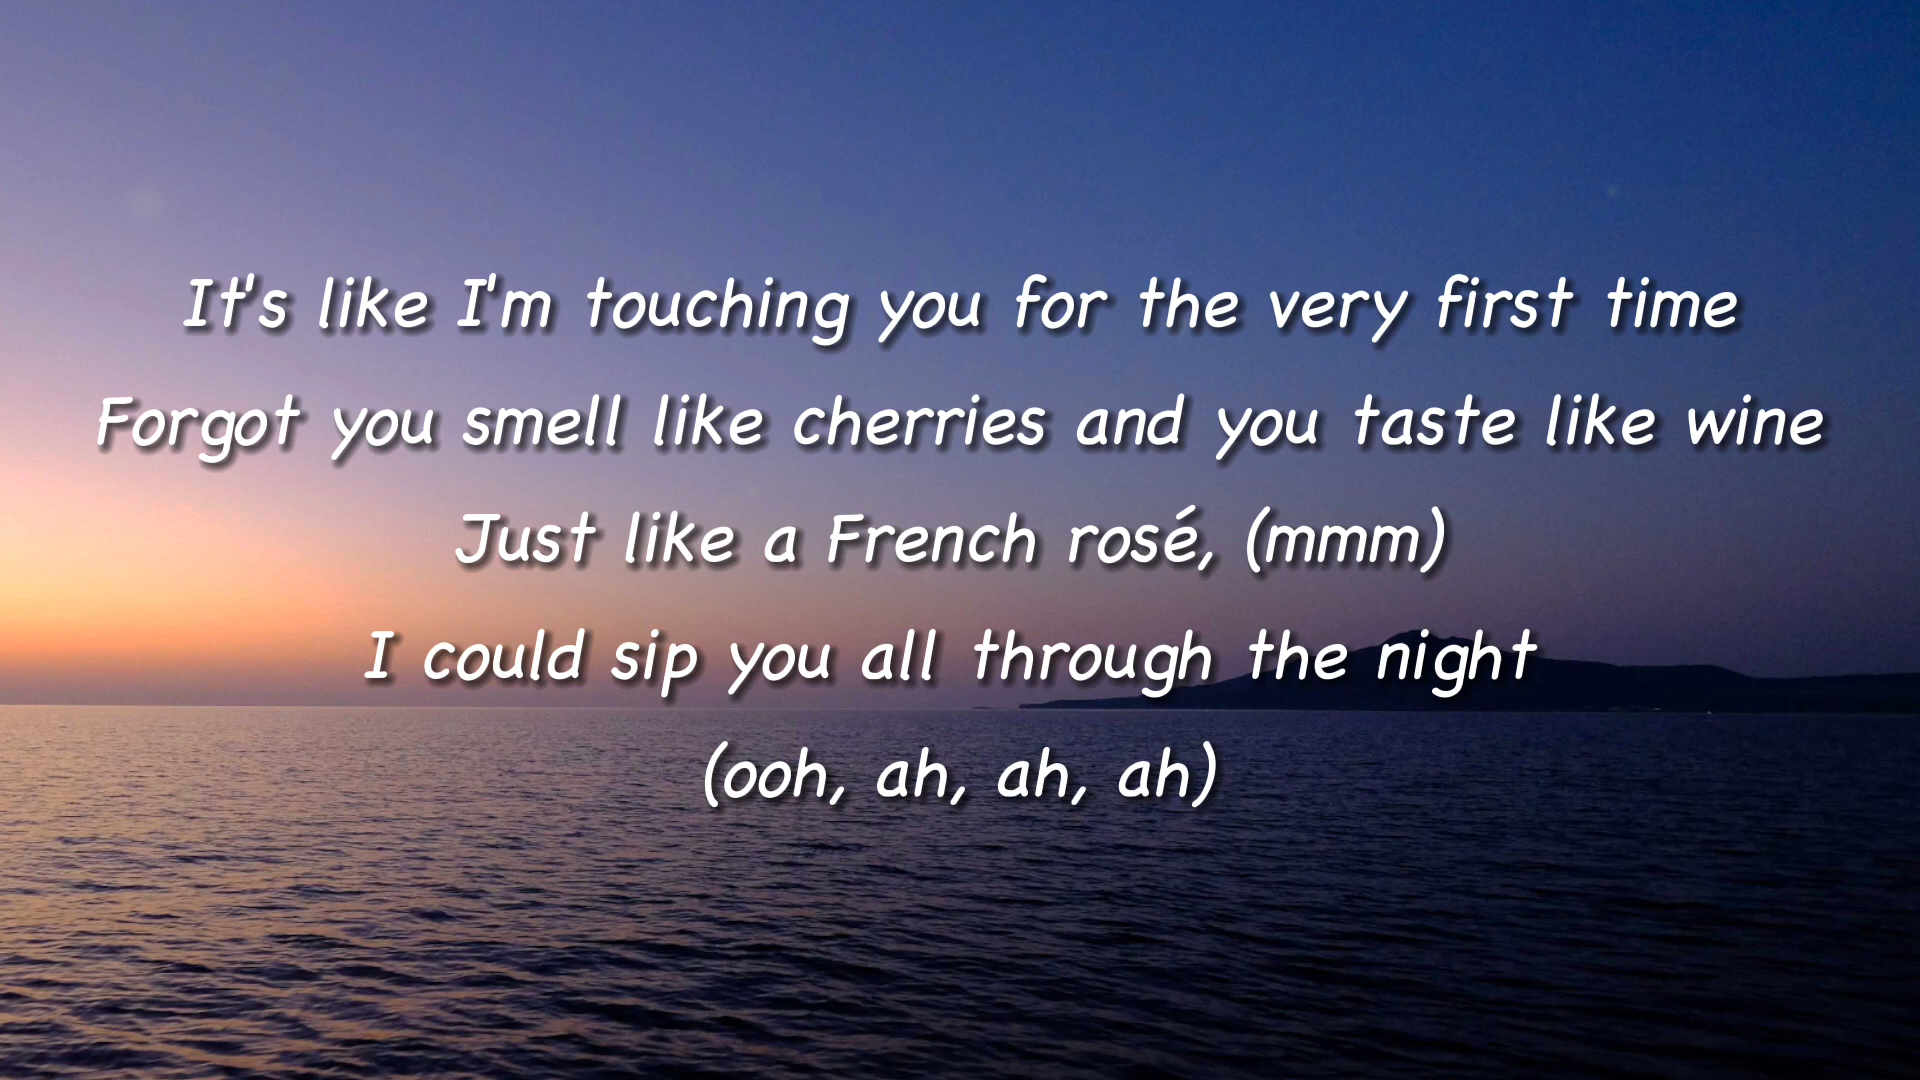 It's like I'm touching you for the very first time
Forgot you smell like cherries and you taste like wine
Just like a French rosé, (mmm)
I could sip you all through the night
(ooh, ah, ah, ah)